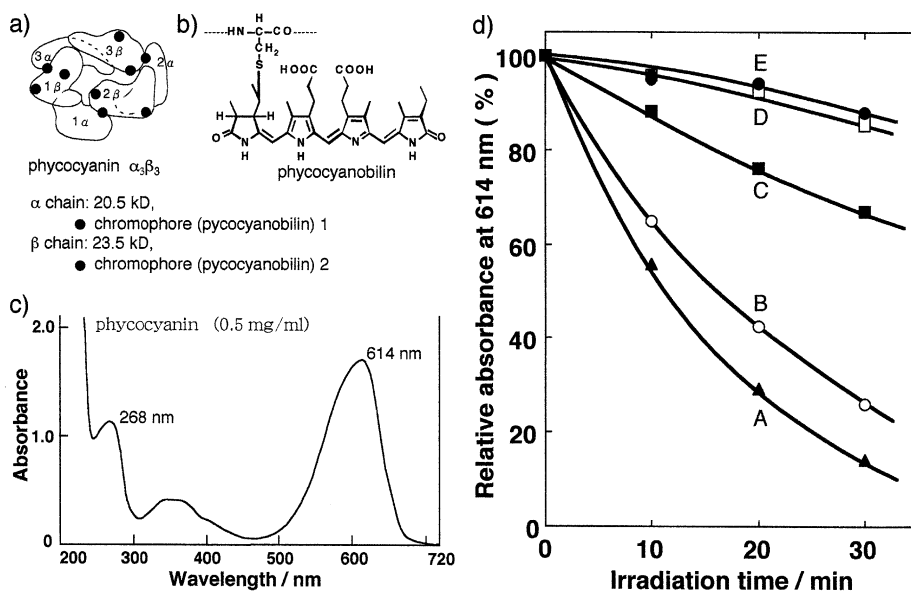 a)
3α
3β
2α
1β
2β
1α
phycocyanin α₃β₃
α chain: 20.5 kD,
● chromophore (pycocyanobilin) 1
β chain: 23.5 kD,
● chromophore (pycocyanobilin) 2
b)
H
HN C CO
CH₂
S
HOOC COOH
H H
O N N N N O
H H H
phycocyanobilin
c)
phycocyanin (0.5 mg/ml)
2.0
1.0
0
268 nm
614 nm
Absorbance
200 300 400 500 600 720
Wavelength / nm
d)
Relative absorbance at 614 nm (%)
100
80
60
40
20
0
E
D
C
B
A
0 10 20 30
Irradiation time / min